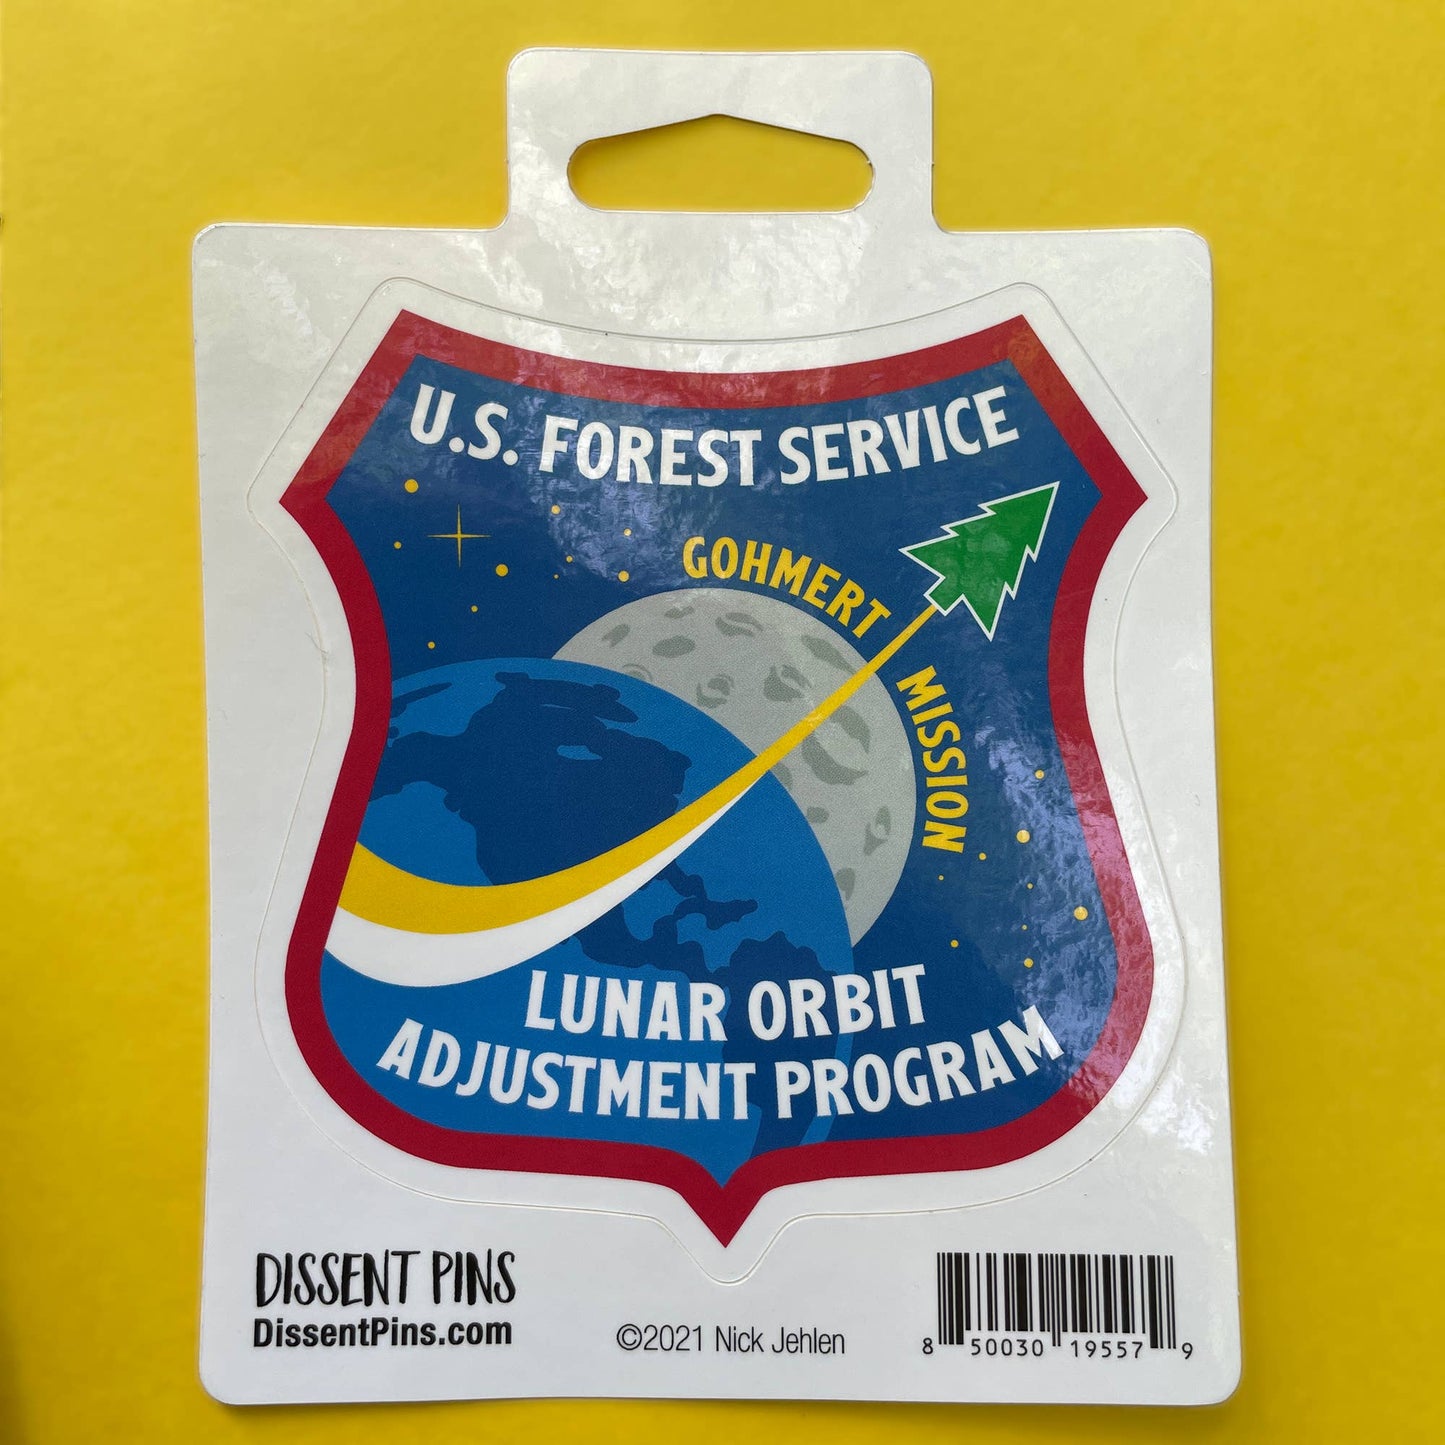 U.S. FOREST SERVICE
GOHMERT MISSION
LUNAR ORBIT
ADJUSTMENT PROGRAM
DISSENT PINS
DissentPins.com
©2021 Nick Jehlen
8 50030 19557 9